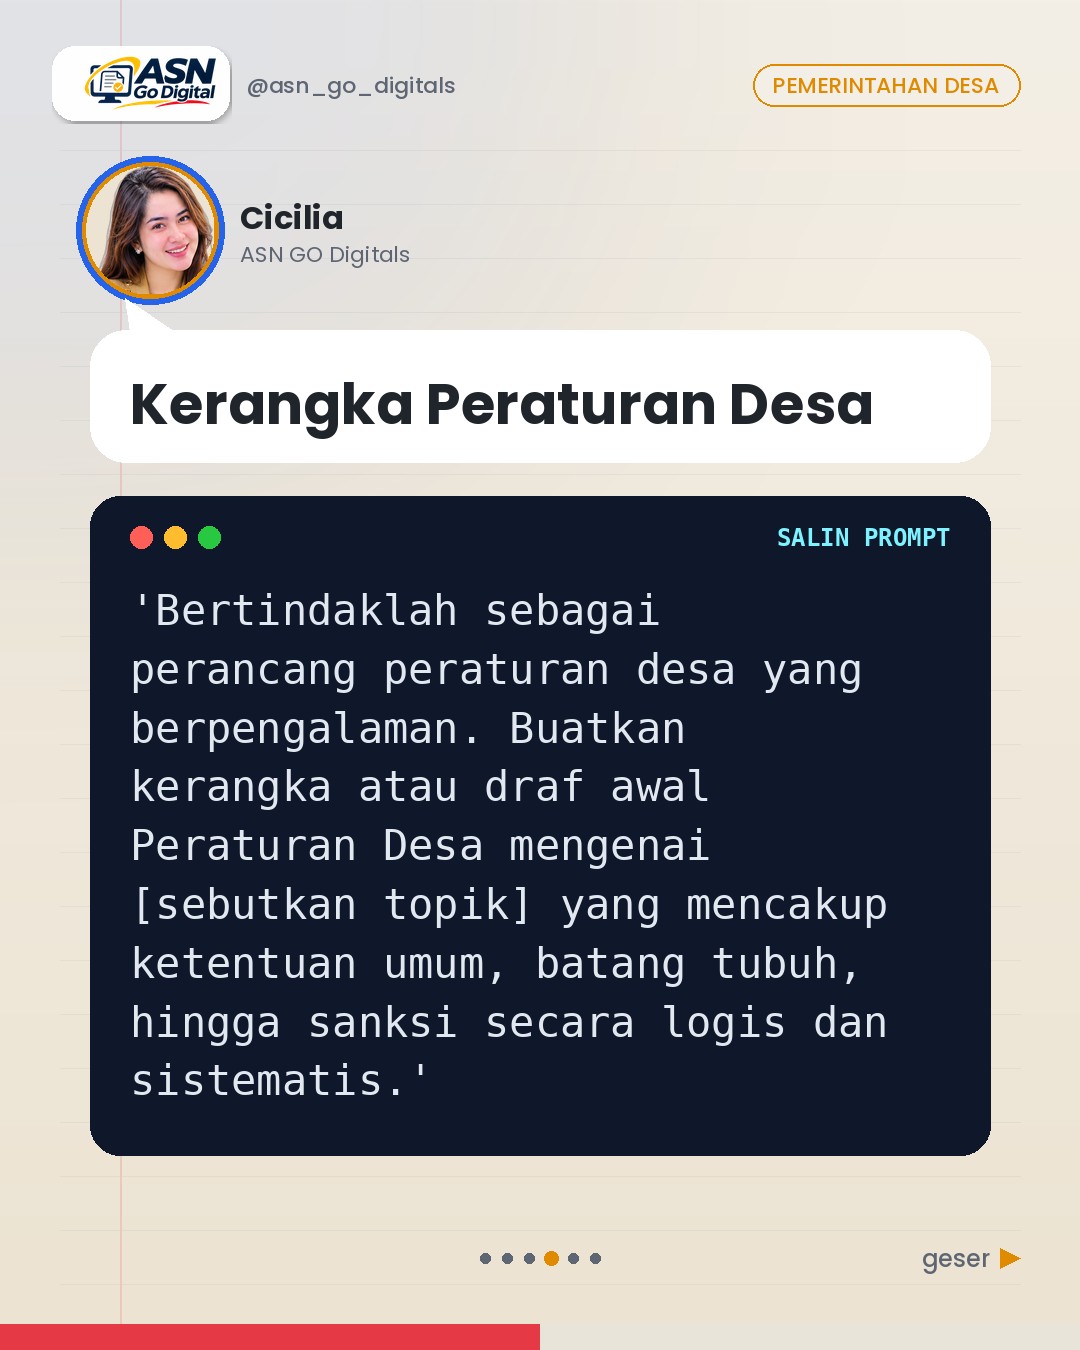 ASN
Go Digital
@asn_go_digitals
PEMERINTAHAN DESA
Cicilia
ASN GO Digitals
Kerangka Peraturan Desa
SALIN PROMPT
'Bertindaklah sebagai
perancang peraturan desa yang
berpengalaman. Buatkan
kerangka atau draf awal
Peraturan Desa mengenai
[sebutkan topik] yang mencakup
ketentuan umum, batang tubuh,
hingga sanksi secara logis dan
sistematis.'
geser